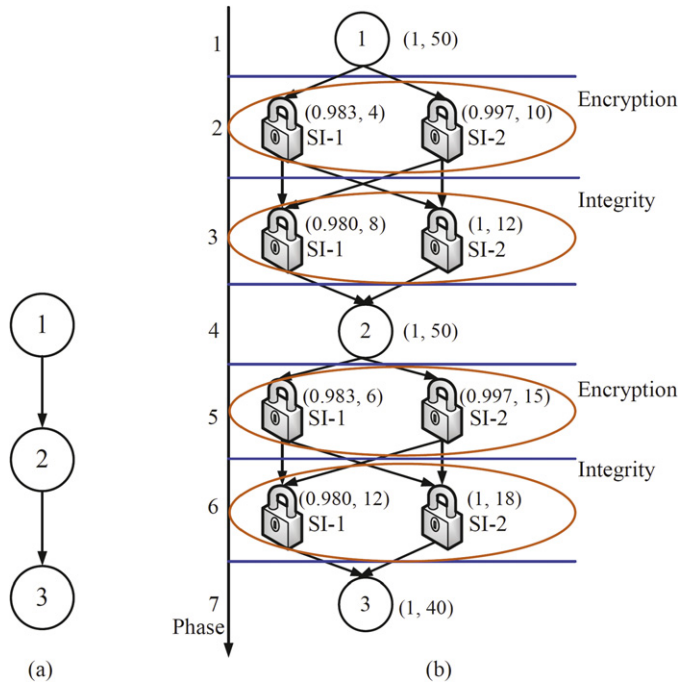 1
1
(1, 50)
Encryption
2
(0.983, 4)
(0.997, 10)
SI-1
SI-2
Integrity
3
(0.980, 8)
(1, 12)
SI-1
SI-2
1
4
2
(1, 50)
Encryption
5
(0.983, 6)
(0.997, 15)
SI-1
SI-2
2
Integrity
6
(0.980, 12)
(1, 18)
SI-1
SI-2
3
7
3
(1, 40)
Phase
(a)
(b)